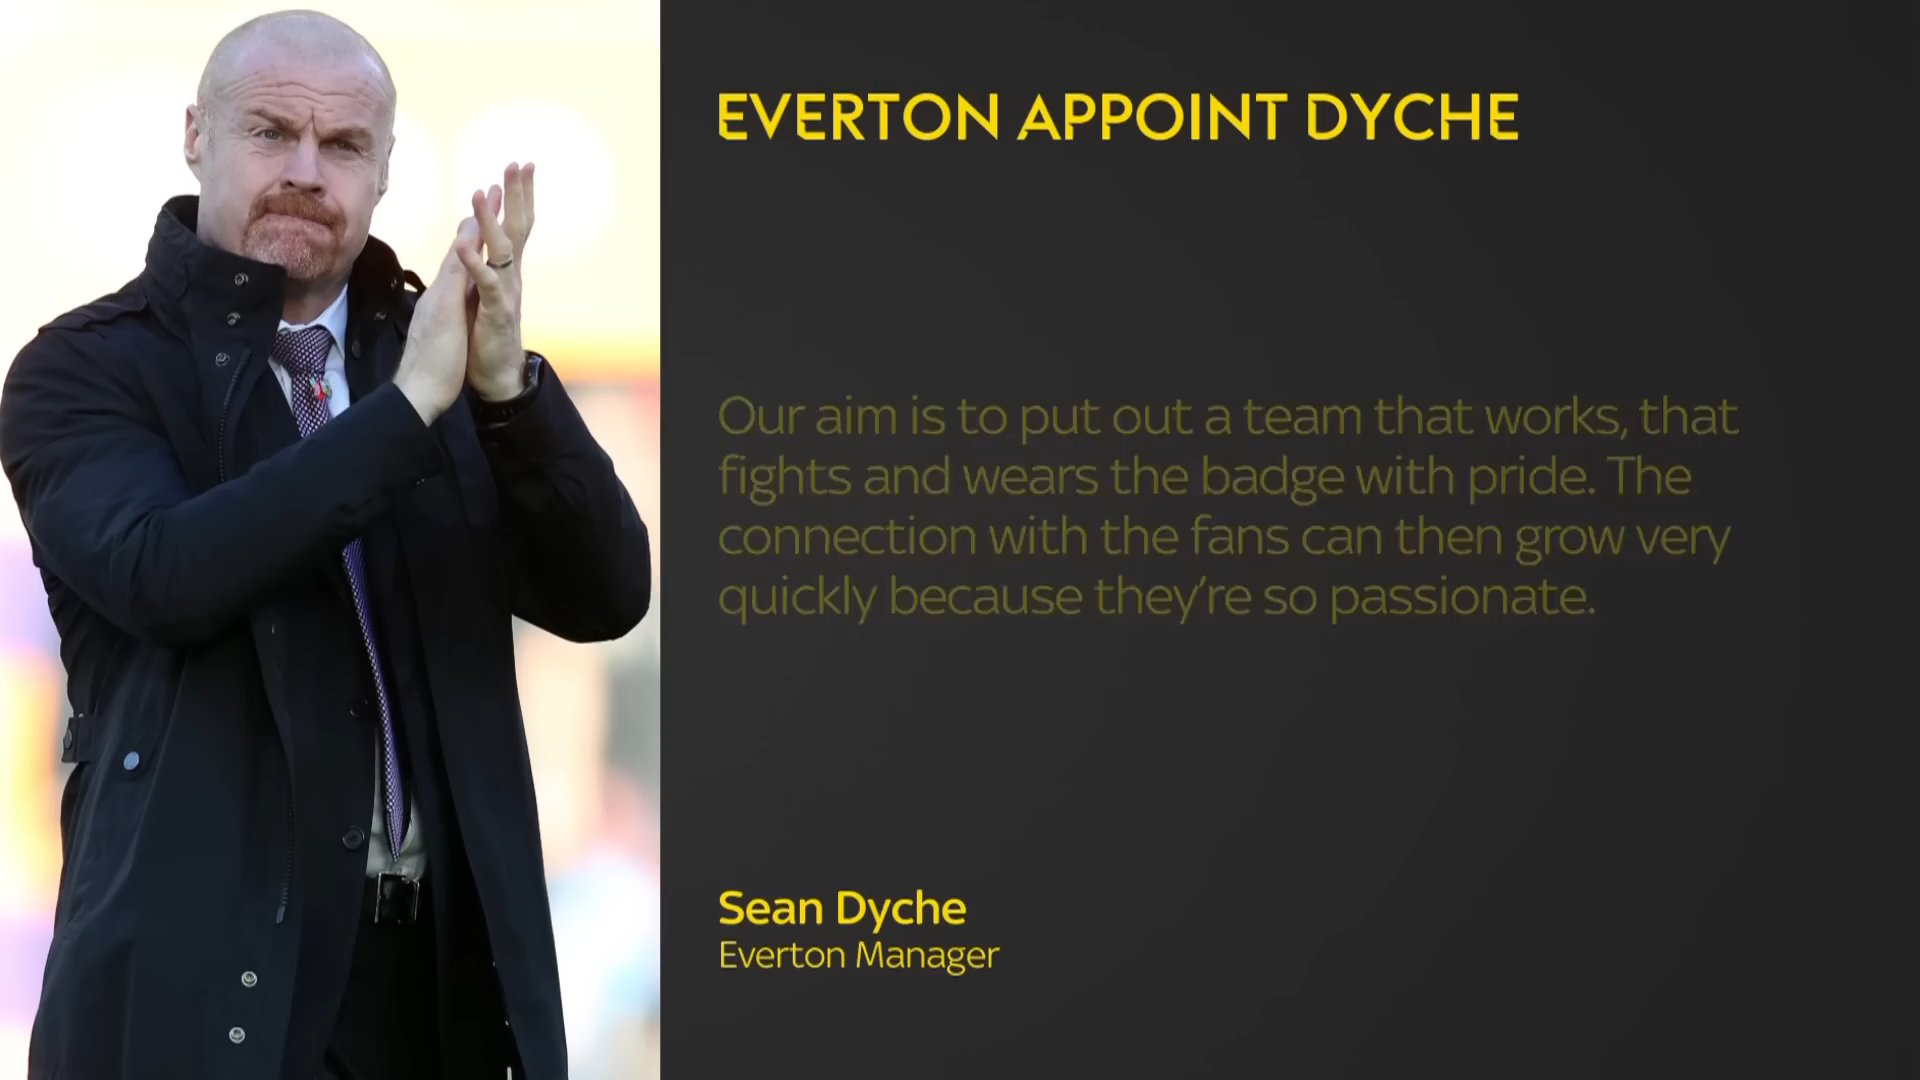 EVERTON APPOINT DYCHE
Our aim is to put out a team that works, that
fights and wears the badge with pride. The
connection with the fans can then grow very
quickly because they’re so passionate.
Sean Dyche
Everton Manager